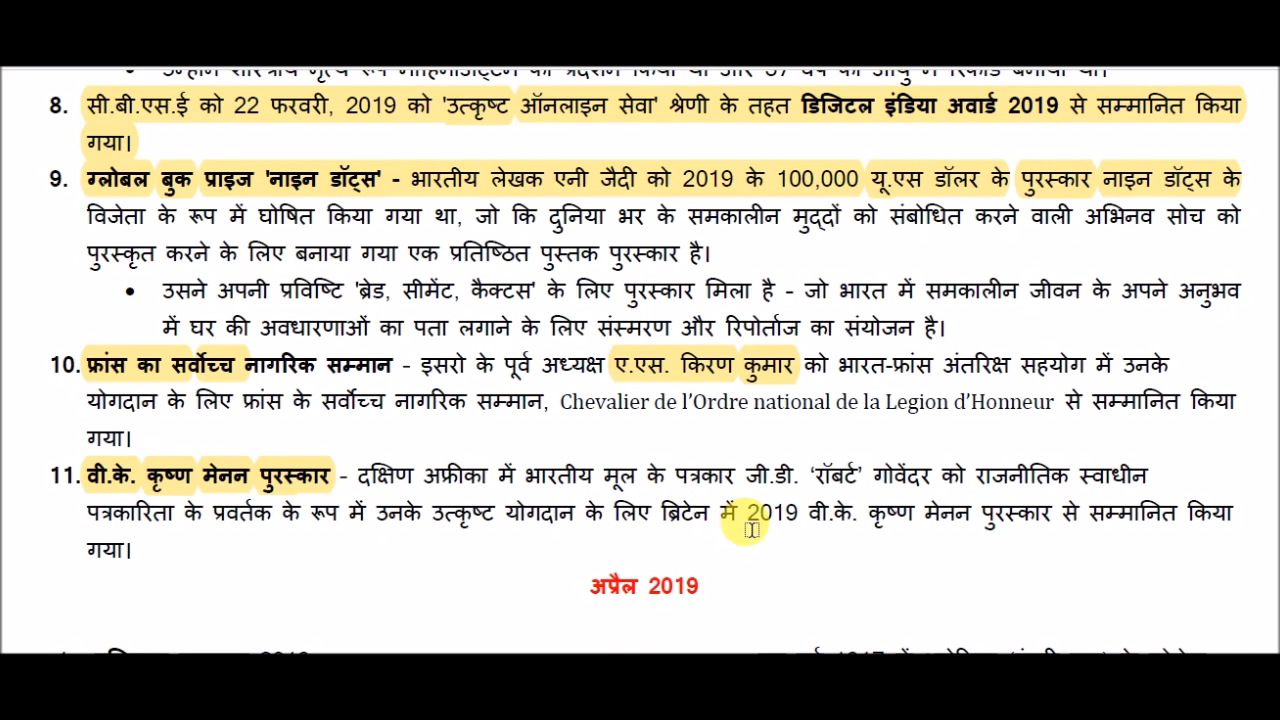 8. सी.बी.एस.ई को 22 फरवरी, 2019 को 'उत्कृष्ट ऑनलाइन सेवा' श्रेणी के तहत डिजिटल इंडिया अवार्ड 2019 से सम्मानित किया
गया।
9. ग्लोबल बुक प्राइज 'नाइन डॉट्स' - भारतीय लेखक एनी जैदी को 2019 के 100,000 यू.एस डॉलर के पुरस्कार नाइन डॉट्स के
विजेता के रूप में घोषित किया गया था, जो कि दुनिया भर के समकालीन मुद्दों को संबोधित करने वाली अभिनव सोच को
पुरस्कृत करने के लिए बनाया गया एक प्रतिष्ठित पुस्तक पुरस्कार है।
• उसने अपनी प्रविष्टि 'ब्रेड, सीमेंट, कैक्टस' के लिए पुरस्कार मिला है – जो भारत में समकालीन जीवन के अपने अनुभव
में घर की अवधारणाओं का पता लगाने के लिए संस्मरण और रिपोर्ताज का संयोजन है।
10. फ्रांस का सर्वोच्च नागरिक सम्मान – इसरो के पूर्व अध्यक्ष ए.एस. किरण कुमार को भारत-फ्रांस अंतरिक्ष सहयोग में उनके
योगदान के लिए फ्रांस के सर्वोच्च नागरिक सम्मान, Chevalier de l’Ordre national de la Legion d’Honneur से सम्मानित किया
गया।
11. वी.के. कृष्ण मेनन पुरस्कार – दक्षिण अफ्रीका में भारतीय मूल के पत्रकार जी.डी. ‘रॉबर्ट’ गोवेंदर को राजनीतिक स्वाधीन
पत्रकारिता के प्रवर्तक के रूप में उनके उत्कृष्ट योगदान के लिए ब्रिटेन में 2019 वी.के. कृष्ण मेनन पुरस्कार से सम्मानित किया
गया।
अप्रैल 2019